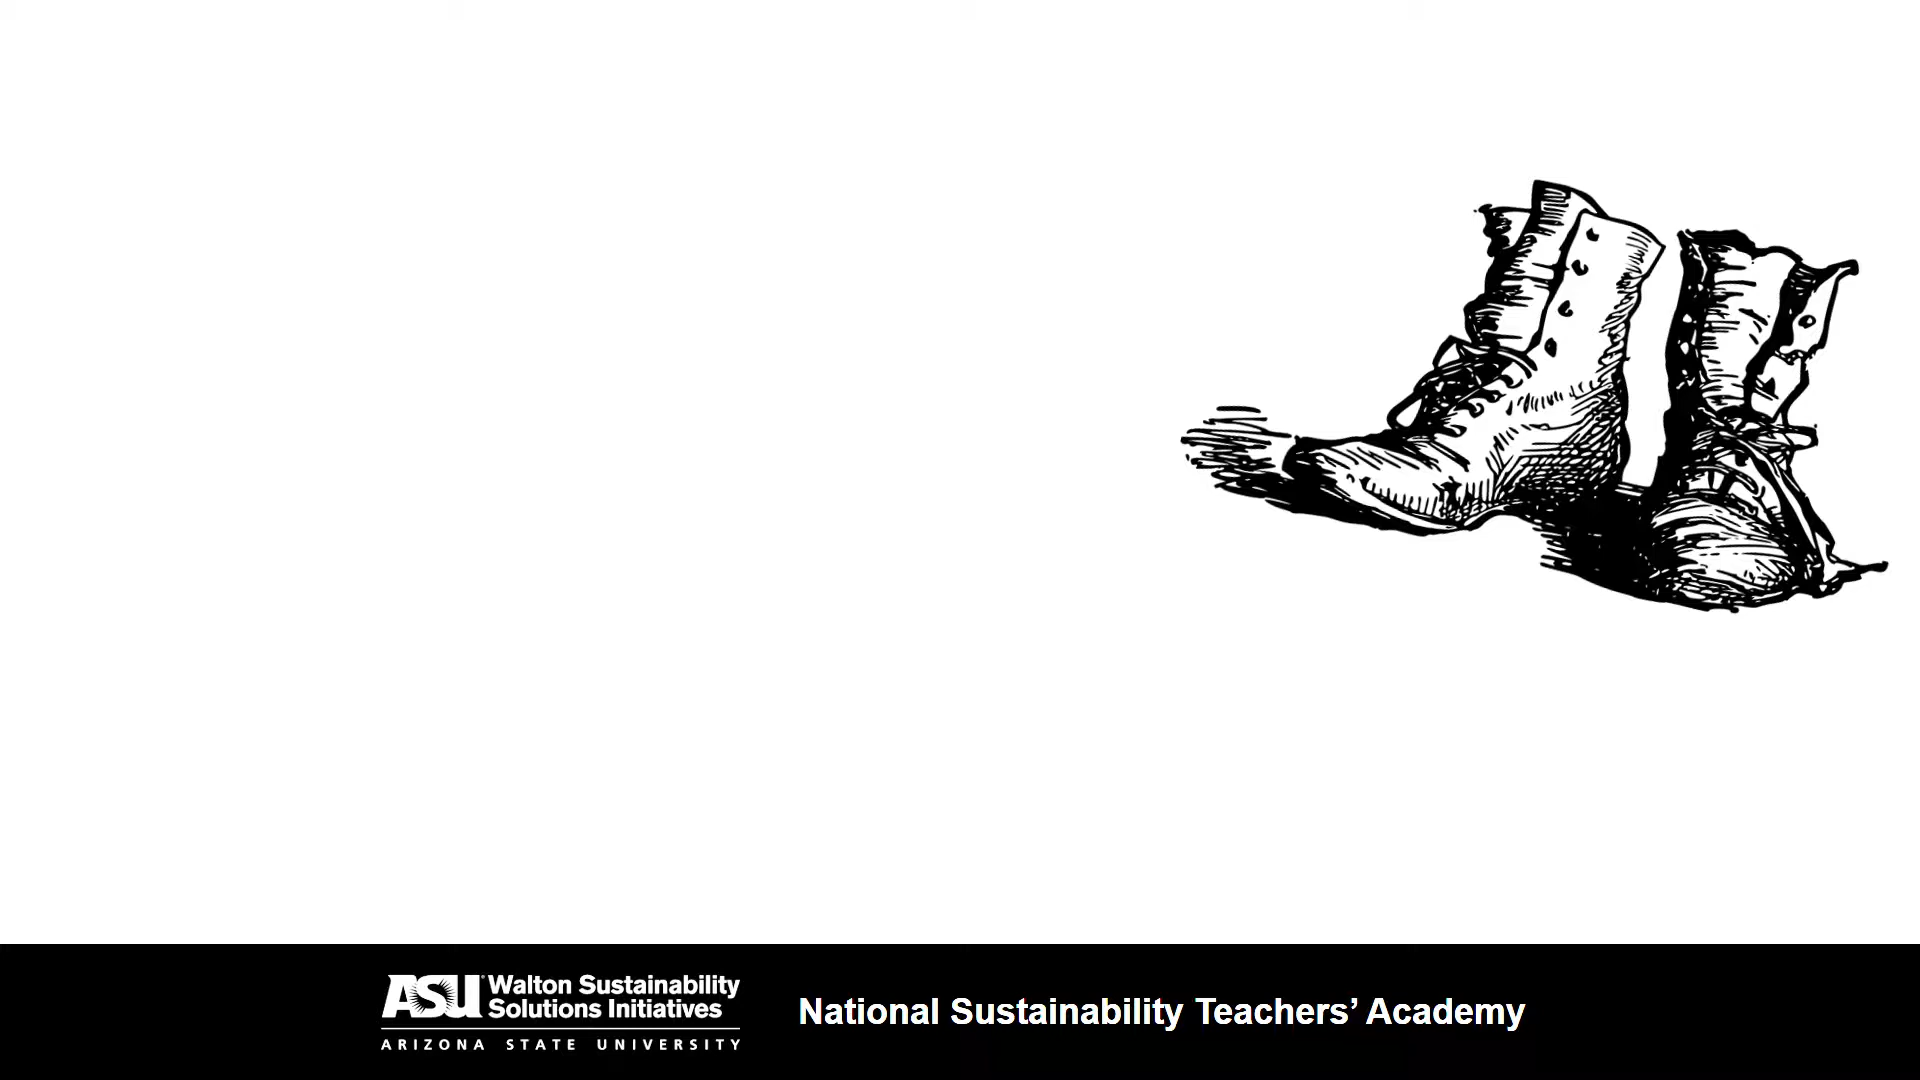 ASU Walton Sustainability
Solutions Initiatives
ARIZONA STATE UNIVERSITY
National Sustainability Teachers’ Academy